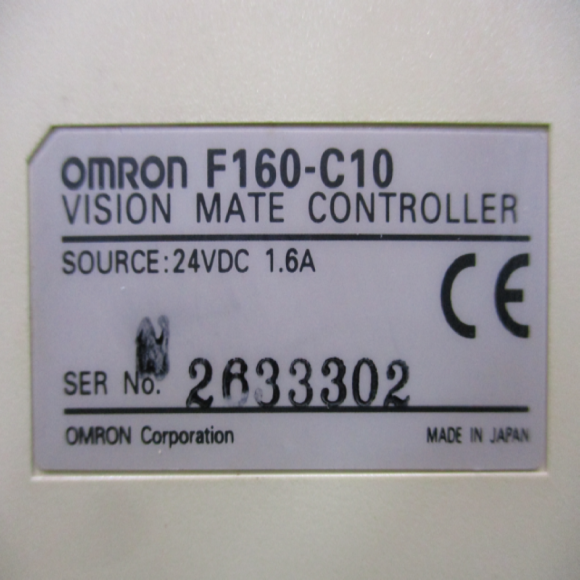 OMRON F160-C10
VISION MATE CONTROLLER
SOURCE:24VDC 1.6A
CE
N
SER No. 2633302
OMRON Corporation
MADE IN JAPAN